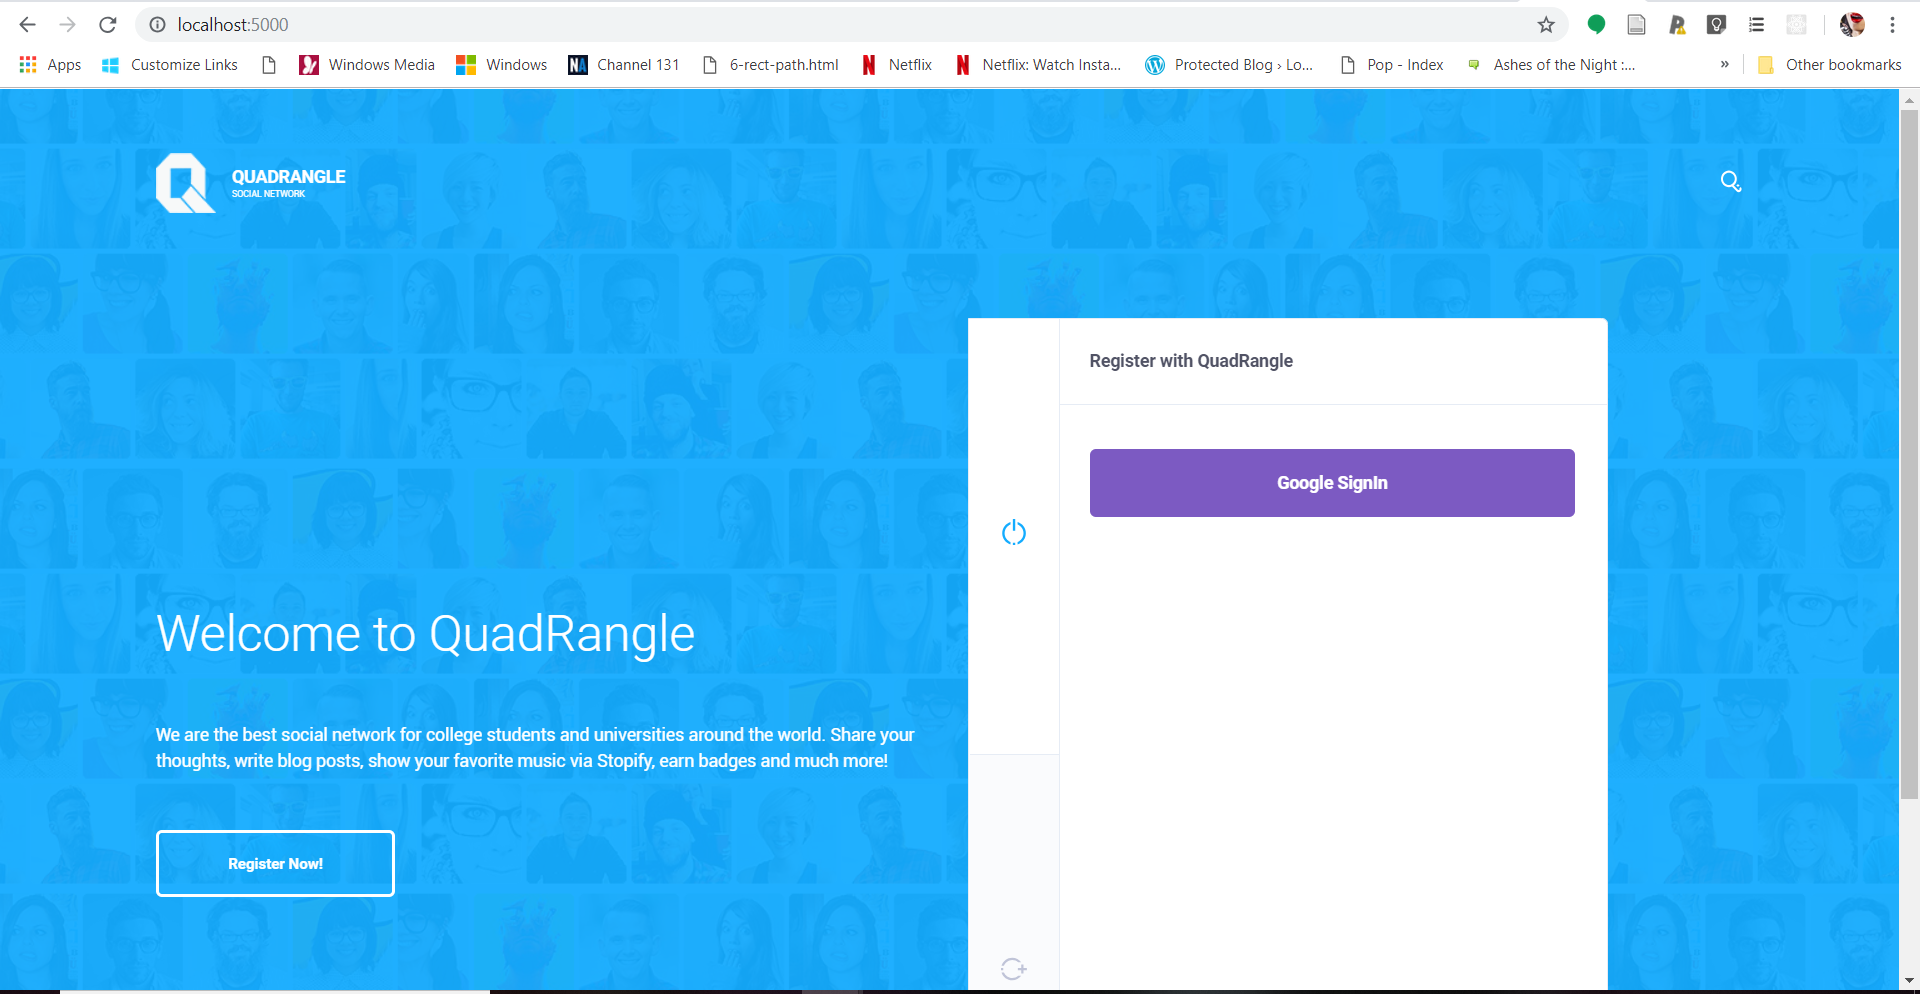 localhost:5000
Apps Customize Links Windows Media Windows NA Channel 131 6-rect-path.html N Netflix N Netflix: Watch Insta... Protected Blog › Lo... Pop - Index Ashes of the Night :... » Other bookmarks
QUADRANGLE
SOCIAL NETWORK
Register with QuadRangle
Google SignIn
Welcome to QuadRangle
We are the best social network for college students and universities around the world. Share your
thoughts, write blog posts, show your favorite music via Stopify, earn badges and much more!
Register Now!